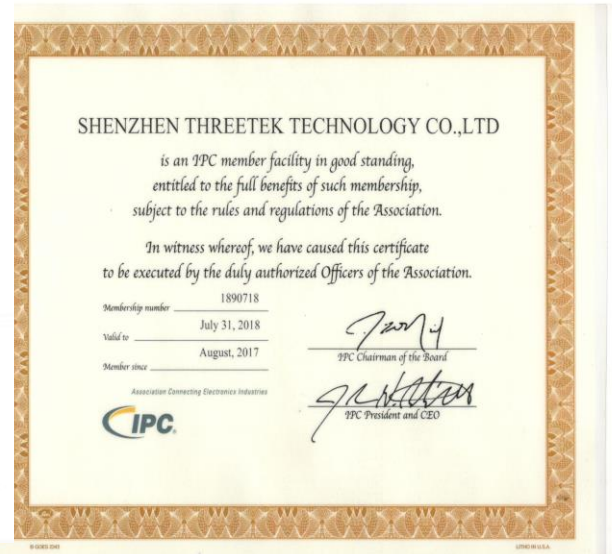 SHENZHEN THREETEK TECHNOLOGY CO.,LTD
is an IPC member facility in good standing,
entitled to the full benefits of such membership,
subject to the rules and regulations of the Association.
In witness whereof, we have caused this certificate
to be executed by the duly authorized Officers of the Association.
Membership number 1890718
Valid to July 31, 2018
Member since August, 2017
IPC Chairman of the Board
IPC President and CEO
Association Connecting Electronics Industries
IPC
LITHO IN U.S.A.